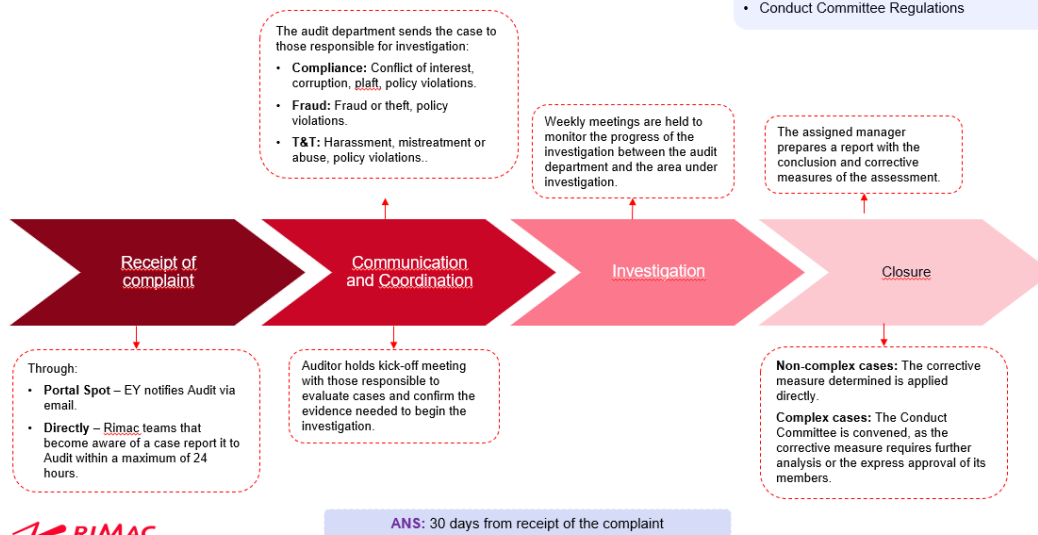 • Conduct Committee Regulations
The audit department sends the case to
those responsible for investigation:
• Compliance: Conflict of interest,
corruption, plaft, policy violations.
• Fraud: Fraud or theft, policy
violations.
• T&T: Harassment, mistreatment or
abuse, policy violations..
Weekly meetings are held to
monitor the progress of the
investigation between the audit
department and the area under
investigation.
The assigned manager
prepares a report with the
conclusion and corrective
measures of the assessment.
Receipt of
complaint
Communication
and Coordination
Investigation
Closure
Through:
• Portal Spot – EY notifies Audit via
email.
• Directly – Rimac teams that
become aware of a case report it to
Audit within a maximum of 24
hours.
Auditor holds kick-off meeting
with those responsible to
evaluate cases and confirm the
evidence needed to begin the
investigation.
Non-complex cases: The corrective
measure determined is applied
directly.
Complex cases: The Conduct
Committee is convened, as the
corrective measure requires further
analysis or the express approval of its
members.
RIMAC
ANS: 30 days from receipt of the complaint